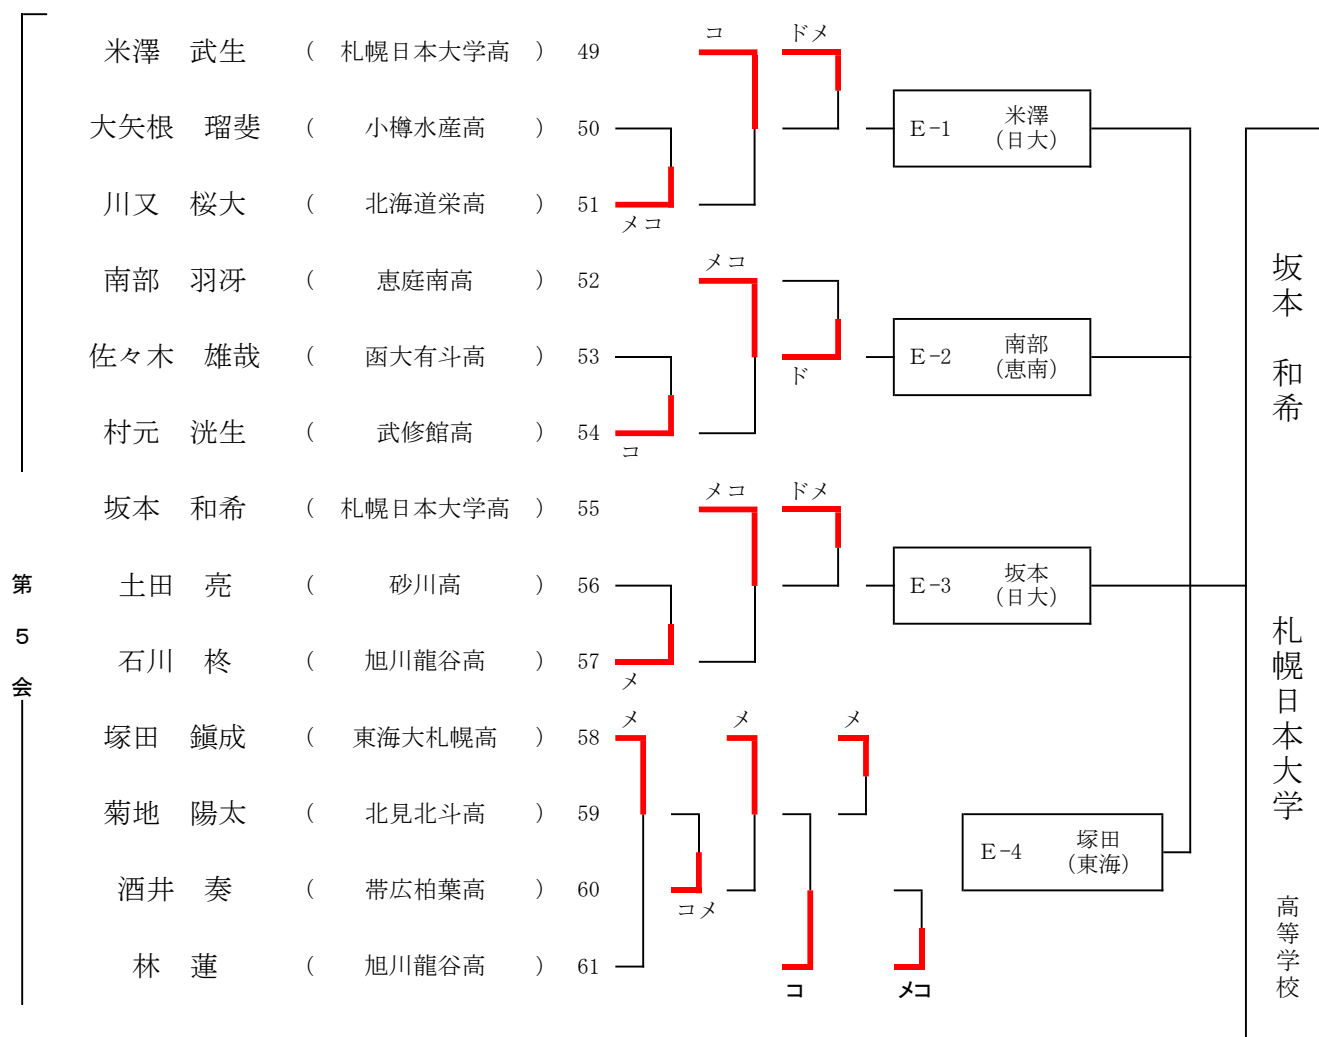 米澤 武生 ( 札幌日本大学高 ) 49 コ ドメ
大矢根 瑠斐 ( 小樽水産高 ) 50
E-1 米澤 (日大)
川又 桜大 ( 北海道栄高 ) 51 メコ
南部 羽冴 ( 恵庭南高 ) 52 メコ
佐々木 雄哉 ( 函大有斗高 ) 53 ド
E-2 南部 (恵南)
村元 洸生 ( 武修館高 ) 54 コ
坂本 和希 ( 札幌日本大学高 ) 55 メコ ドメ
土田 亮 ( 砂川高 ) 56
E-3 坂本 (日大)
石川 柊 ( 旭川龍谷高 ) 57 メ
塚田 鎭成 ( 東海大札幌高 ) 58 メ メ メ
菊地 陽太 ( 北見北斗高 ) 59
E-4 塚田 (東海)
酒井 奏 ( 帯広柏葉高 ) 60 コメ
林 蓮 ( 旭川龍谷高 ) 61 コ メコ
第5会
坂本 和希
札幌日本大学 高等学校